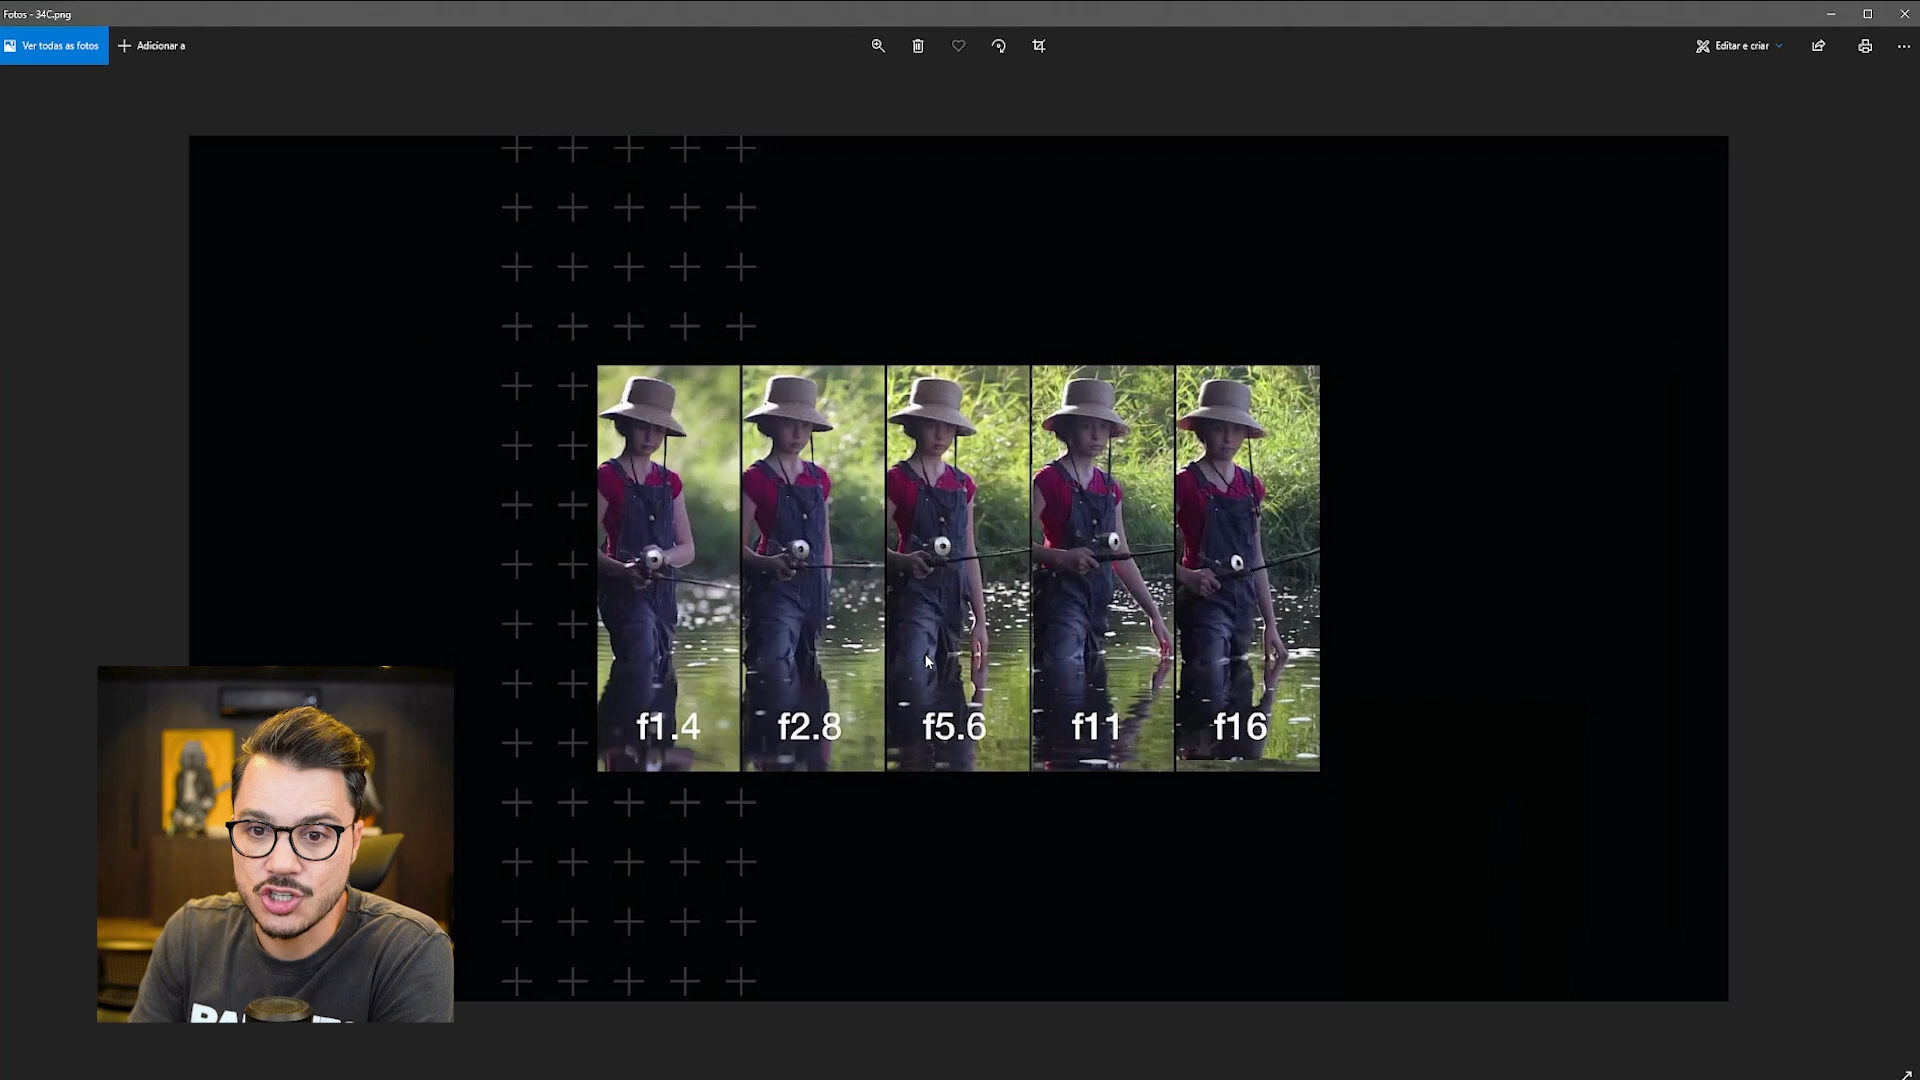 Fotos - 34C.png
Ver todas as fotos
Adicionar a
Editar e criar
f1.4
f2.8
f5.6
f11
f16